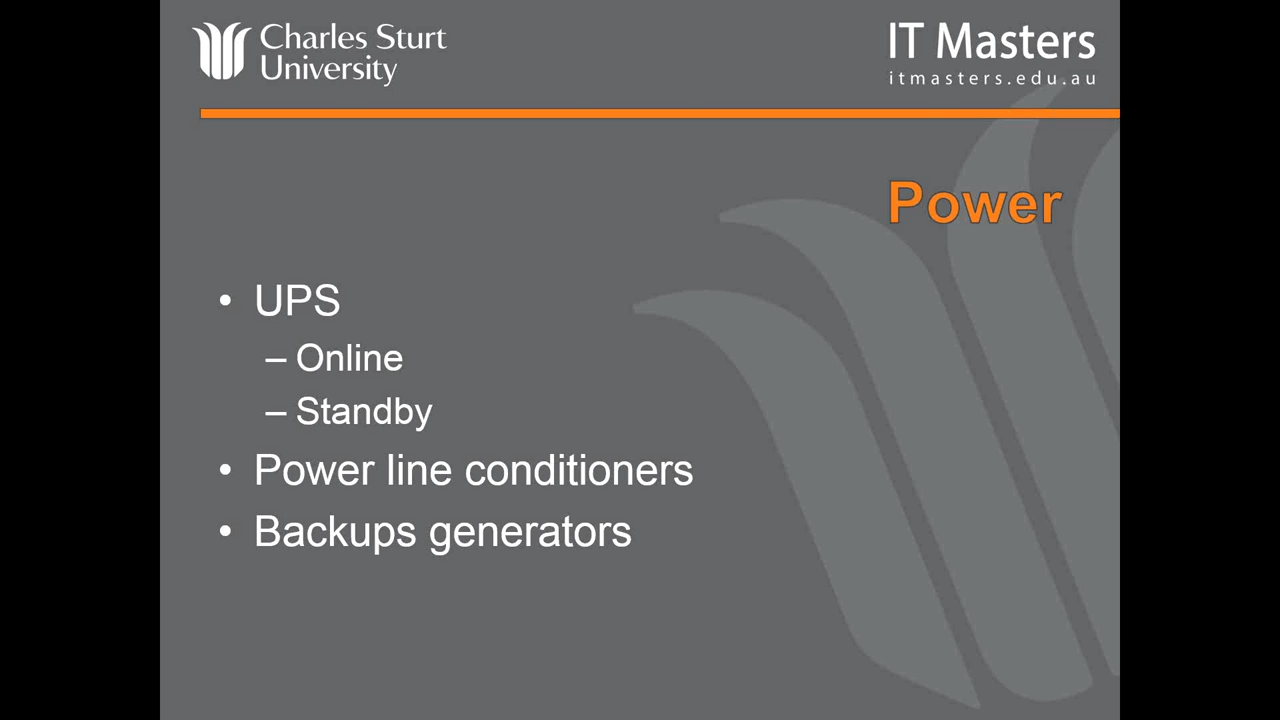 Charles Sturt
University
IT Masters
itmasters.edu.au
Power
• UPS
– Online
– Standby
• Power line conditioners
• Backups generators